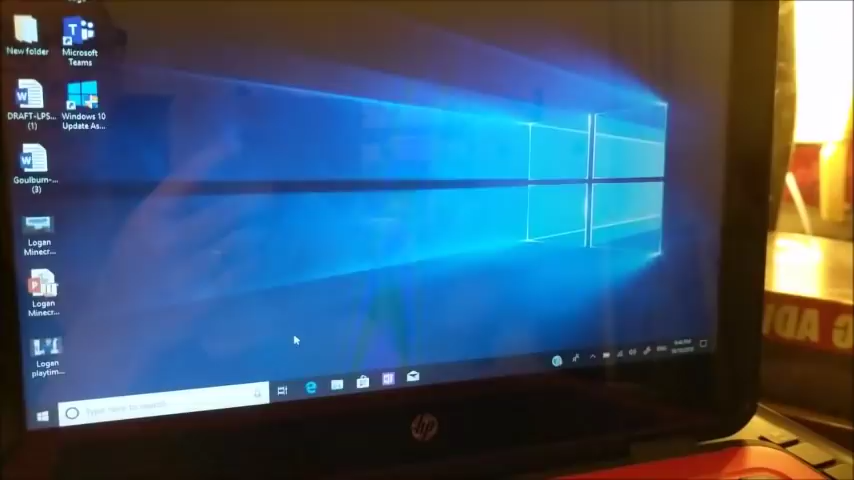 New folder
Microsoft
Teams
DRAFT-LPS...
(1)
Windows 10
Update As...
Goulburn-...
(3)
Logan
Minecr...
Logan
Minecr...
Logan
playtim...
Type here to search
hp